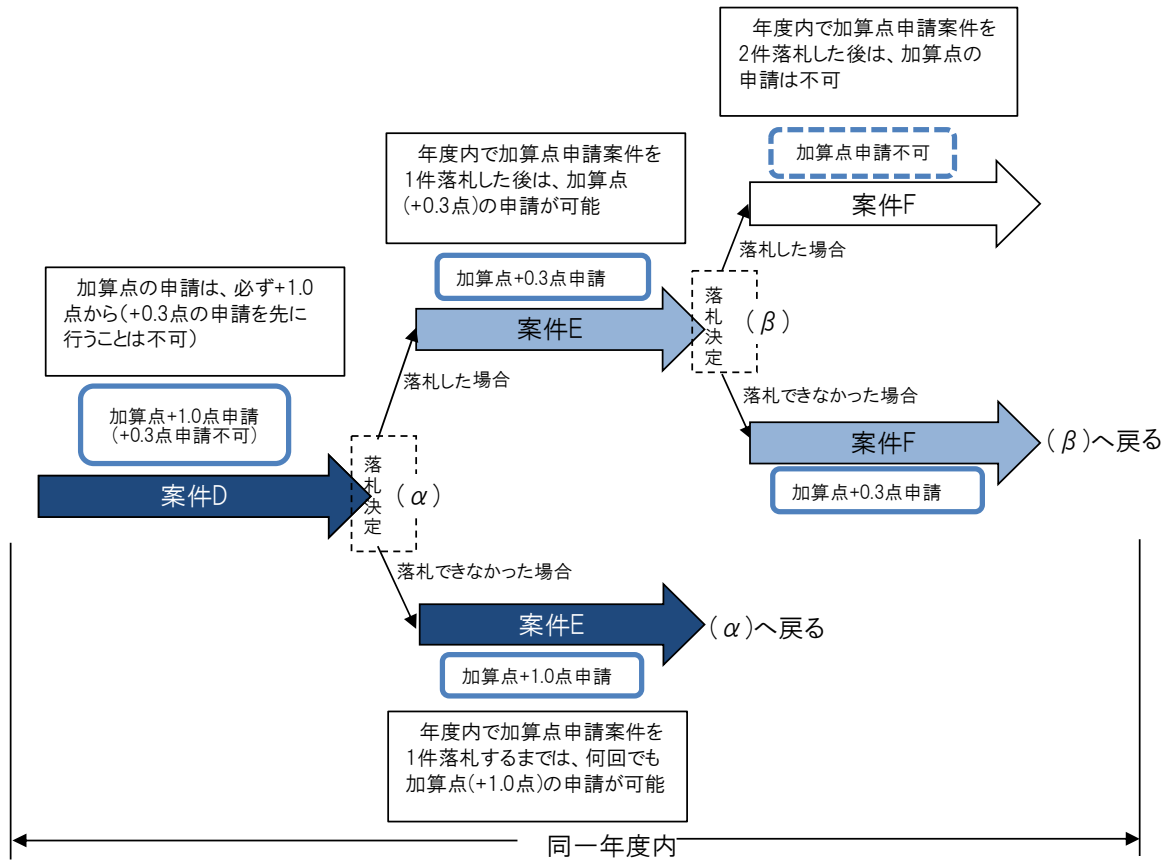 年度内で加算点申請案件を
2件落札した後は、加算点の
申請は不可
加算点申請不可
案件F
落札した場合
年度内で加算点申請案件を
1件落札した後は、加算点
(+0.3点)の申請が可能
加算点+0.3点申請
案件E
落札決定
(β)
落札できなかった場合
案件F
(β)へ戻る
加算点+0.3点申請
加算点の申請は、必ず+1.0
点から(+0.3点の申請を先に
行うことは不可)
加算点+1.0点申請
(+0.3点申請不可)
案件D
落札決定
(α)
落札した場合
落札できなかった場合
案件E
(α)へ戻る
加算点+1.0点申請
年度内で加算点申請案件を
1件落札するまでは、何回でも
加算点(+1.0点)の申請が可能
同一年度内